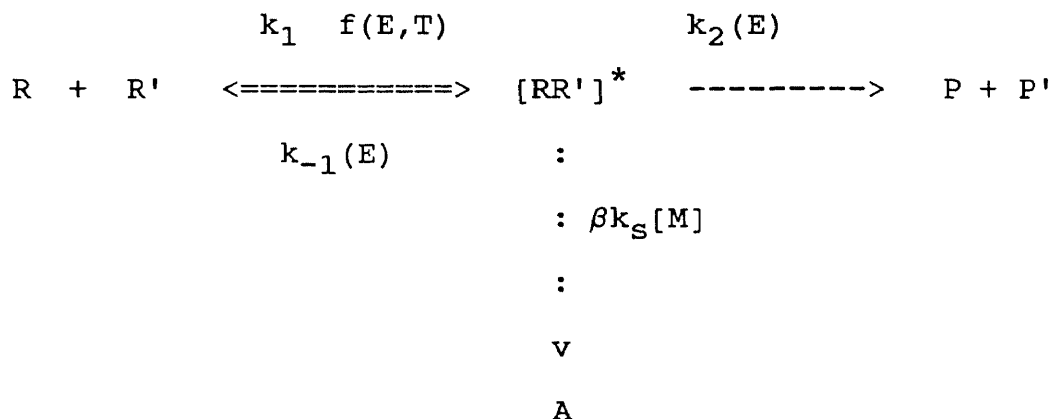 k₁ f(E,T) k₂(E)
R + R' <===========> [RR']* ---------> P + P'
k₋₁(E) :
: βkₛ[M]
:
v
A